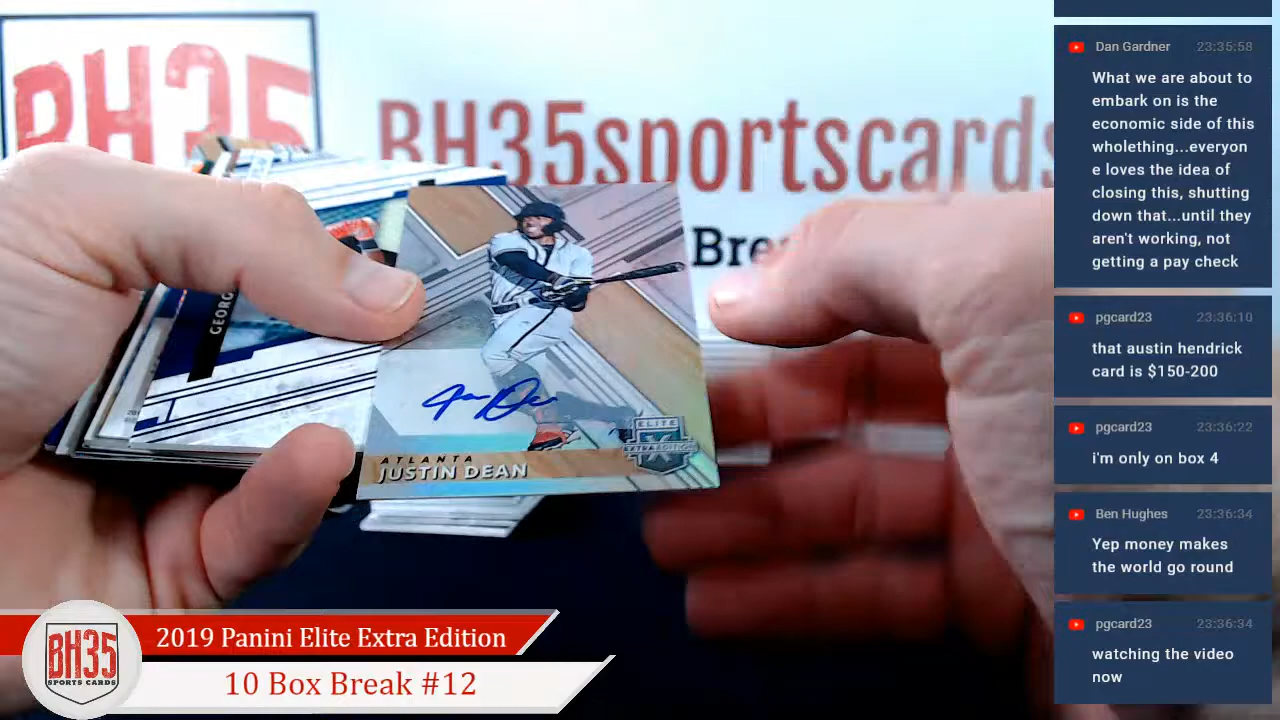 BH35
BH35sportscards
Bre
GEORG
ELITE
EXTRA EDITION
ATLANTA
JUSTIN DEAN
BH35
SPORTS CARDS
2019 Panini Elite Extra Edition
10 Box Break #12
Dan Gardner 23:35:58
What we are about to
embark on is the
economic side of this
wholething...everyon
e loves the idea of
closing this, shutting
down that...until they
aren't working, not
getting a pay check
pgcard23 23:36:10
that austin hendrick
card is $150-200
pgcard23 23:36:22
i'm only on box 4
Ben Hughes 23:36:34
Yep money makes
the world go round
pgcard23 23:36:34
watching the video
now